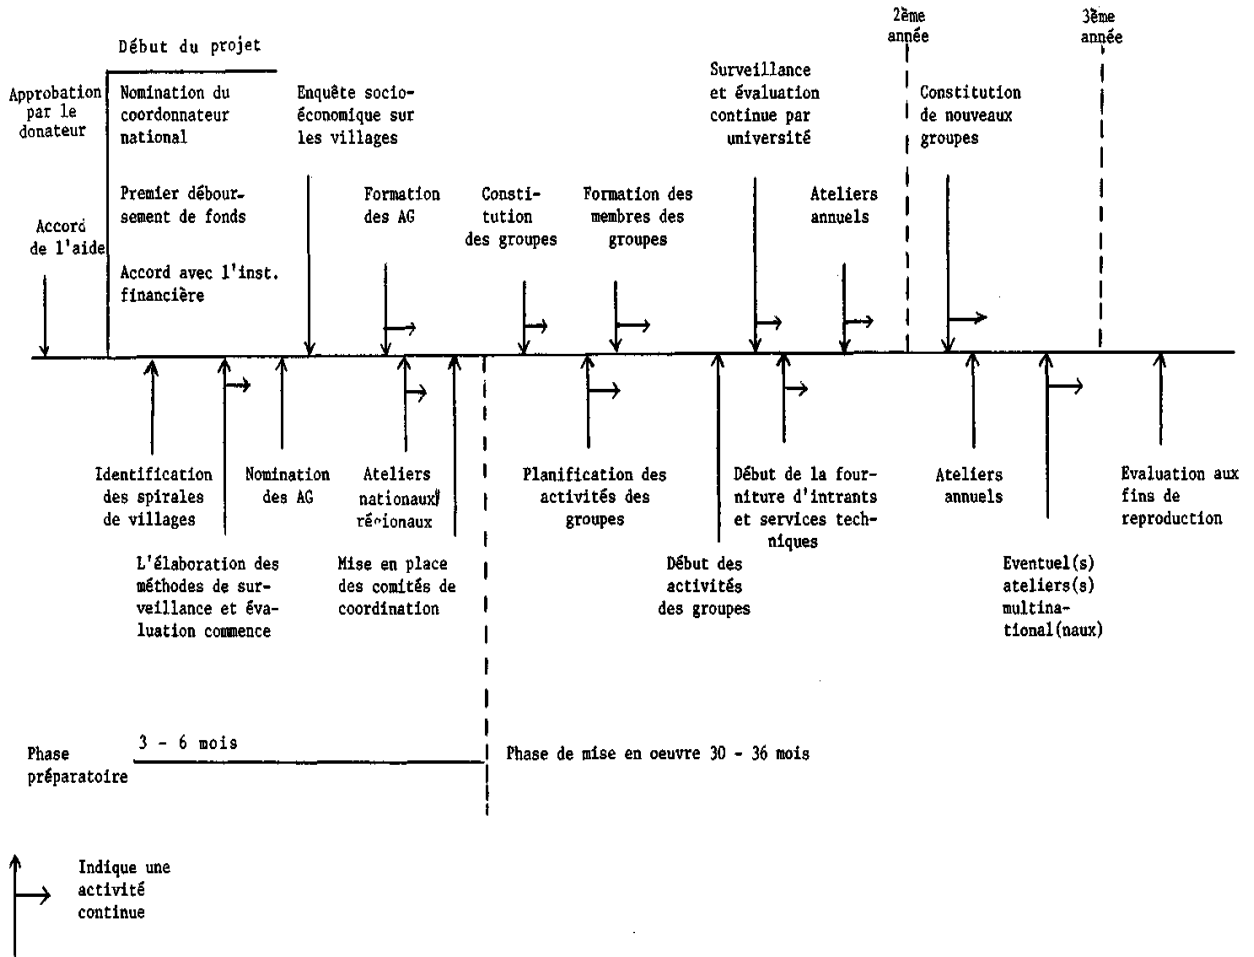 2ème
année
3ème
année
Début du projet
Approbation
par le
donateur
Nomination du
coordonnateur
national
Enquête socio-
économique sur
les villages
Surveillance
et évaluation
continue par
université
Constitution
de nouveaux
groupes
Premier débour-
sement de fonds
Formation
des AG
Consti-
tution
des groupes
Formation des
membres des
groupes
Ateliers
annuels
Accord
de l'aide
Accord avec l'inst.
financière
Identification
des spirales
de villages
Nomination
des AG
Ateliers
nationaux/
régionaux
Planification des
activités des
groupes
Début de la four-
niture d'intrants
et services tech-
niques
Ateliers
annuels
Evaluation aux
fins de
reproduction
L'élaboration des
méthodes de sur-
veillance et éva-
luation commence
Mise en place
des comités de
coordination
Début des
activités
des groupes
Eventuel(s)
ateliers(s)
multina-
tional(naux)
3 - 6 mois
Phase
préparatoire
Phase de mise en oeuvre 30 - 36 mois
Indique une
activité
continue